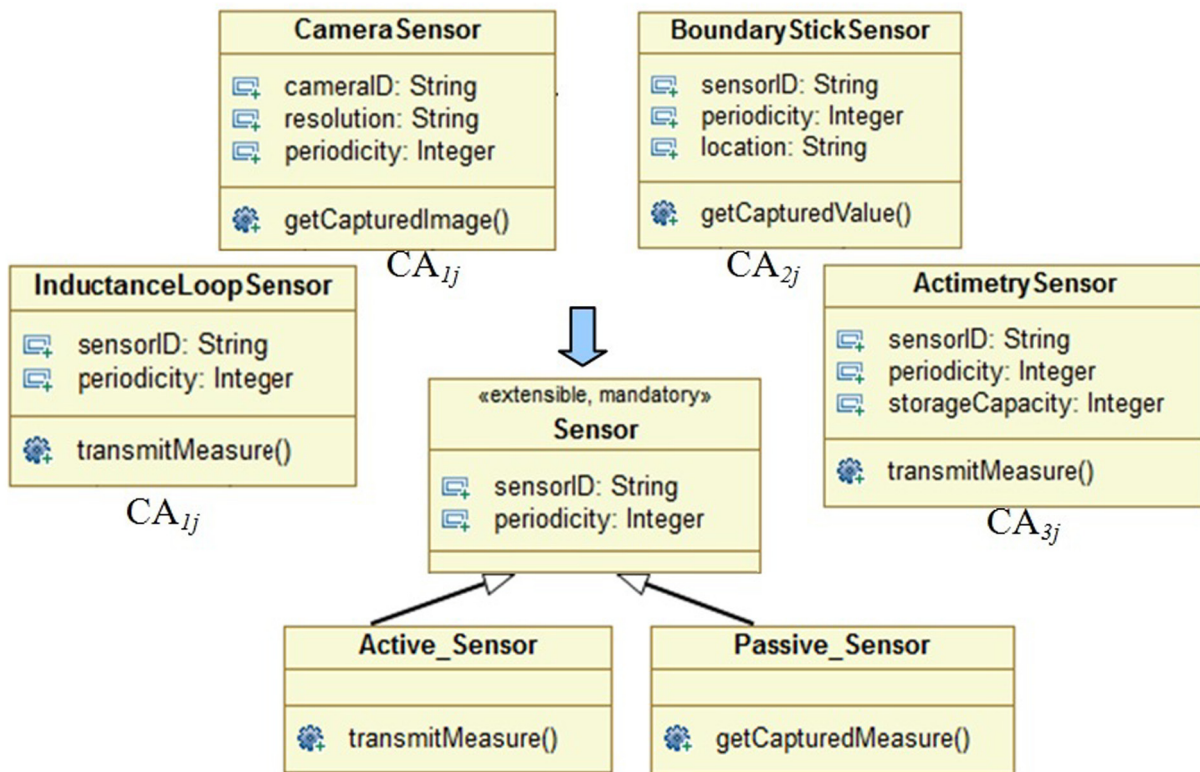 CameraSensor
cameraID: String
resolution: String
periodicity: Integer
getCapturedImage()
CA1j
BoundaryStickSensor
sensorID: String
periodicity: Integer
location: String
getCapturedValue()
CA2j
InductanceLoopSensor
sensorID: String
periodicity: Integer
transmitMeasure()
CA1j
ActimetrySensor
sensorID: String
periodicity: Integer
storageCapacity: Integer
transmitMeasure()
CA3j
«extensible, mandatory»
Sensor
sensorID: String
periodicity: Integer
Active_Sensor
transmitMeasure()
Passive_Sensor
getCapturedMeasure()